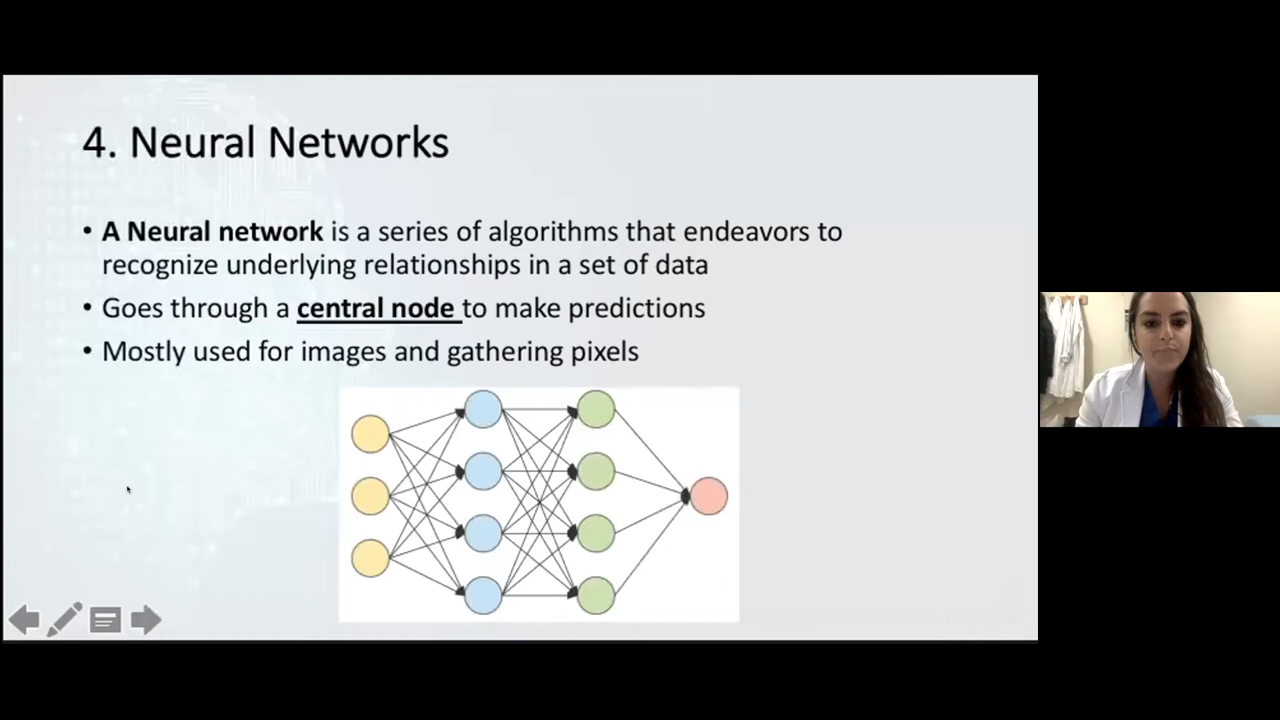 4. Neural Networks
• A Neural network is a series of algorithms that endeavors to
recognize underlying relationships in a set of data
• Goes through a central node to make predictions
• Mostly used for images and gathering pixels